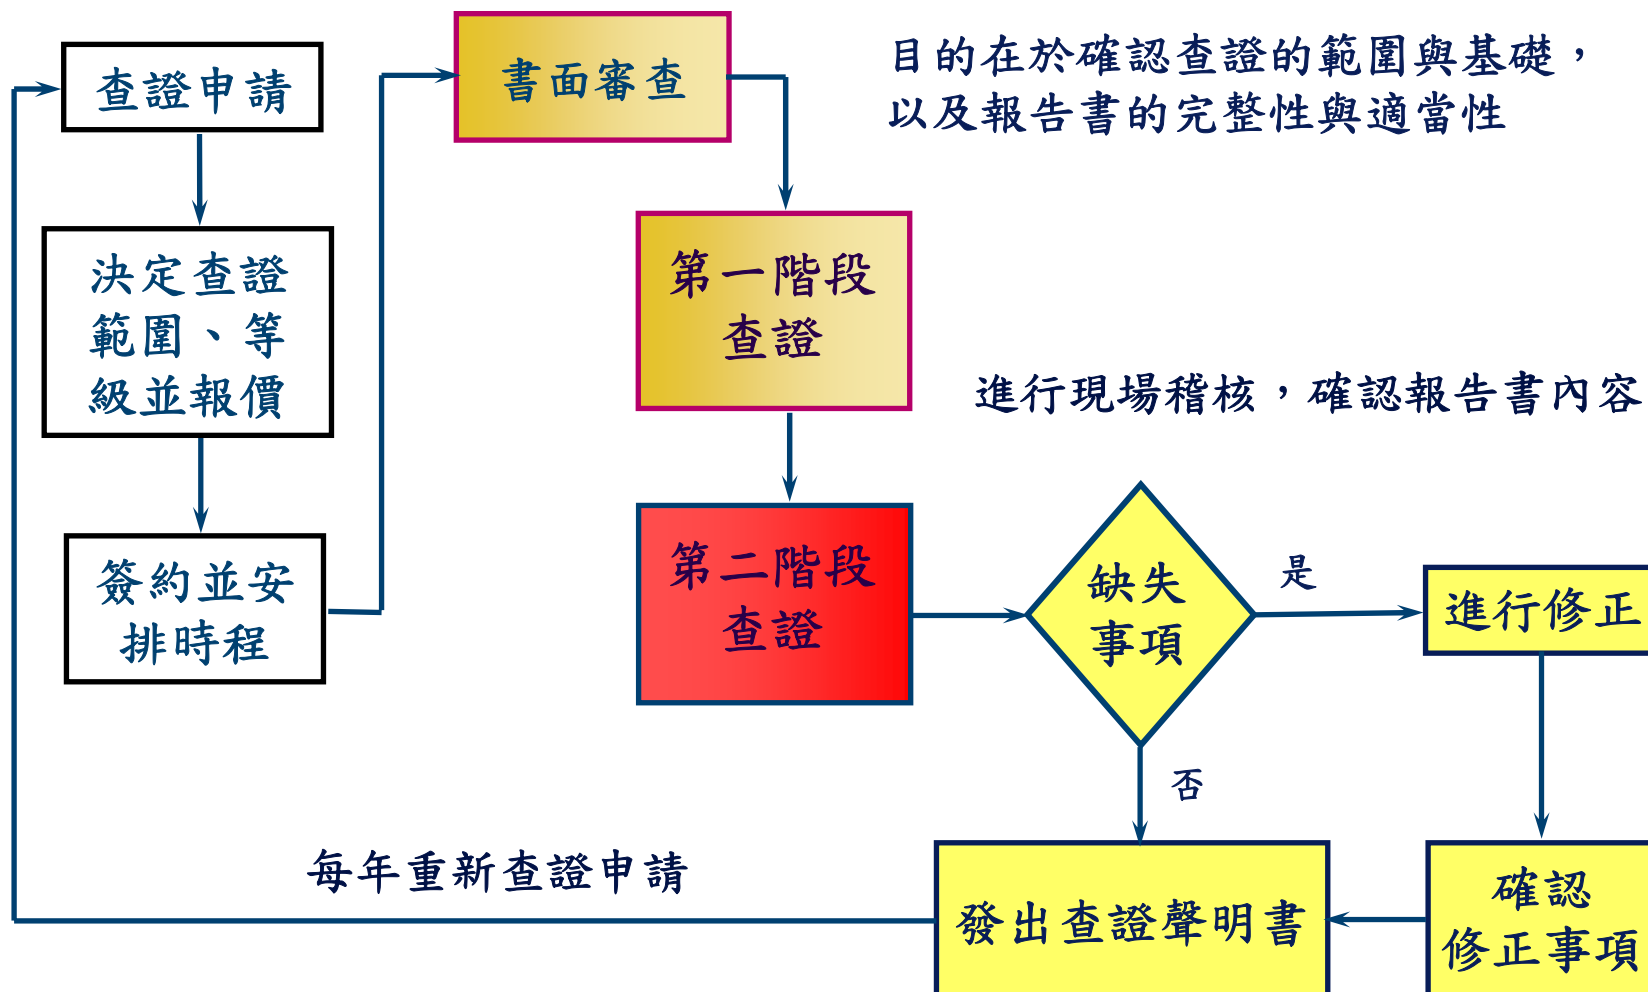 查證申請
決定查證
範圍、等
級並報價
簽約並安
排時程
書面審查
目的在於確認查證的範圍與基礎，
以及報告書的完整性與適當性
第一階段
查證
進行現場稽核，確認報告書內容
第二階段
查證
缺失
事項
是
進行修正
否
確認
修正事項
發出查證聲明書
每年重新查證申請